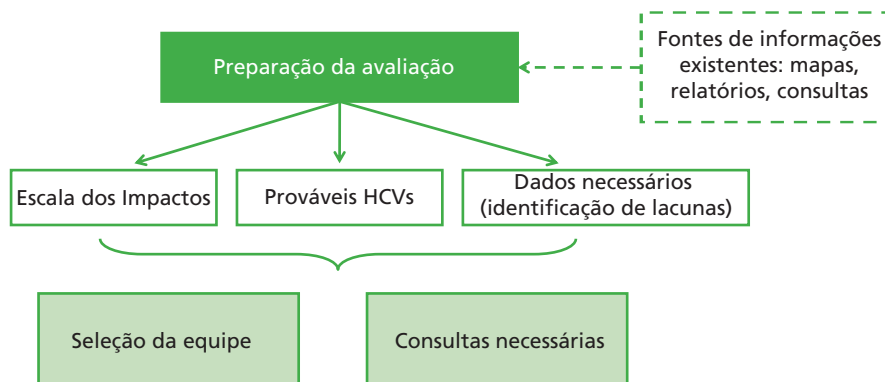 Preparação da avaliação
Fontes de informações
existentes: mapas,
relatórios, consultas
Escala dos Impactos
Prováveis HCVs
Dados necessários
(identificação de lacunas)
Seleção da equipe
Consultas necessárias